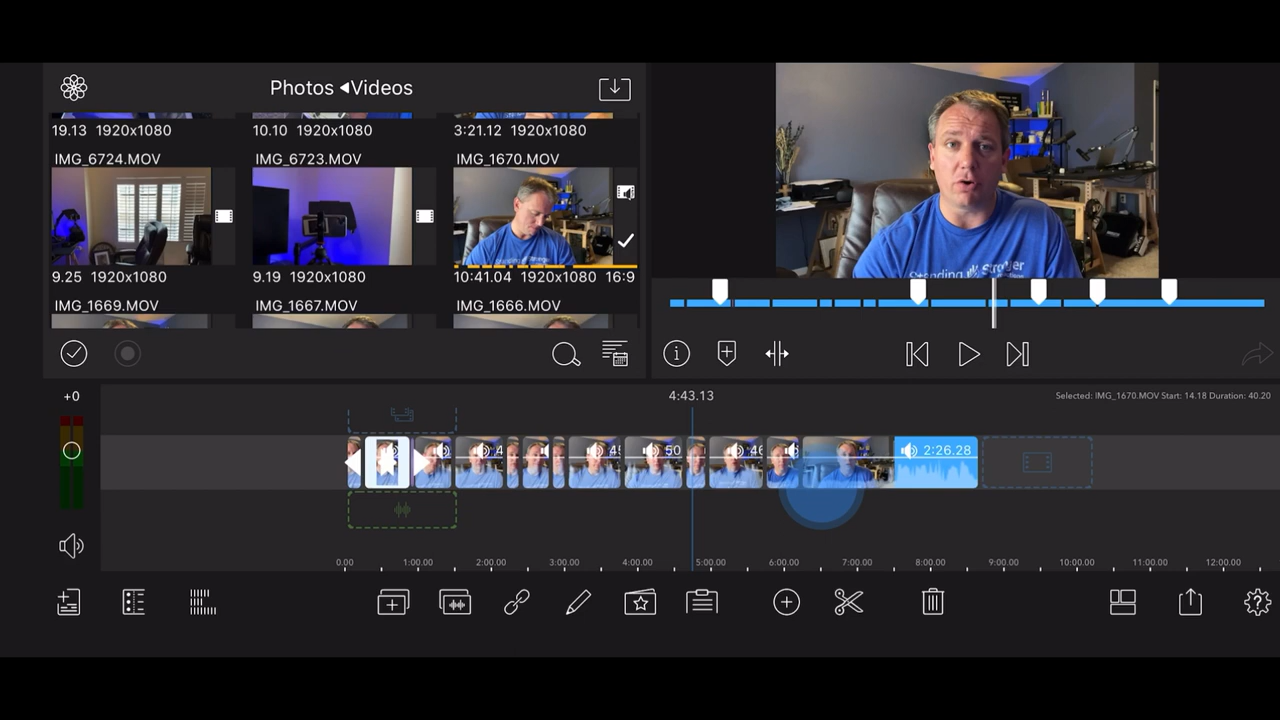 Photos Videos
19.13 1920x1080
10.10 1920x1080
3:21.12 1920x1080
IMG_6724.MOV
IMG_6723.MOV
IMG_1670.MOV
9.25 1920x1080
9.19 1920x1080
10:41.04 1920x1080 16:9
IMG_1669.MOV
IMG_1667.MOV
IMG_1666.MOV
Standing Stronger
+0
4:43.13
Selected: IMG_1670.MOV Start: 14.18 Duration: 40.20
2:26.28
0.00 1:00.00 2:00.00 3:00.00 4:00.00 5:00.00 6:00.00 7:00.00 8:00.00 9:00.00 10:00.00 11:00.00 12:00.00